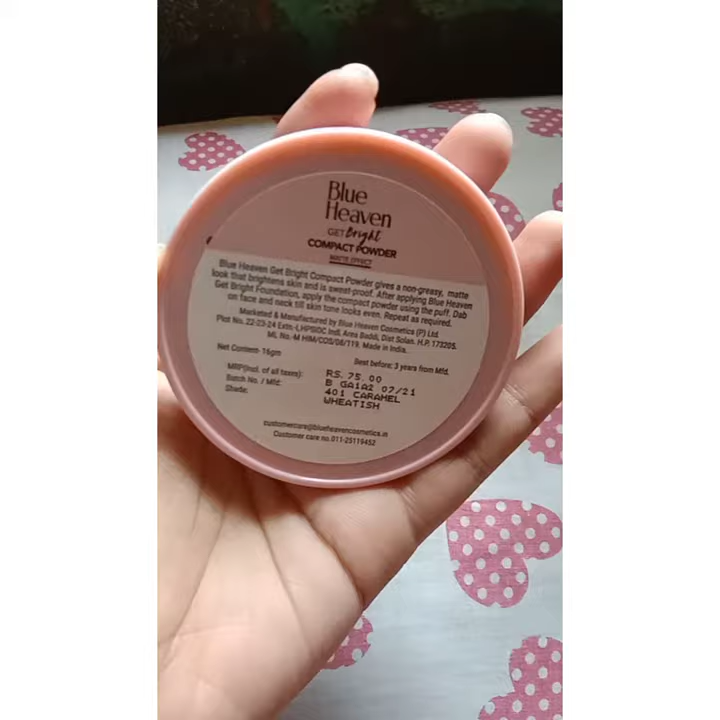 Blue
Heaven
GET Bright
COMPACT POWDER
MATTE EFFECT
Blue Heaven Get Bright Compact Powder gives a non-greasy, matte
look that brightens skin and is sweat-proof. After applying Blue Heaven
Get Bright Foundation, apply the compact powder using the puff. Dab
on face and neck till skin tone looks even. Repeat as required.
Marketed & Manufactured by Blue Heaven Cosmetics (P) Ltd.
Plot No. 22-23-24 Extn.-LHPSIDC Indl. Area Baddi, Dist Solan. H.P. 173205.
ML No.-M HIM/COS/06/119. Made in India.
Net Content- 16gm Best before: 3 years from Mfd.
MRP(incl. of all taxes): RS. 75.00
Batch No. / Mfd: B GA1A2 07/21
Shade: 401 CARAMEL
WHEATISH
customercare@blueheavencosmetics.in
Customer care no.011-25119452